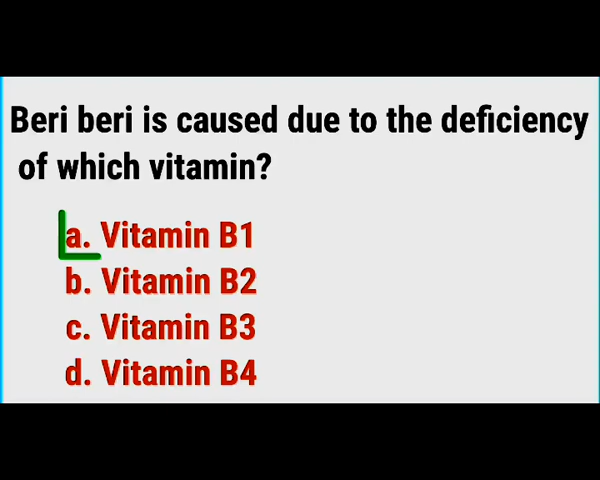 Beri beri is caused due to the deficiency
of which vitamin?
a. Vitamin B1
b. Vitamin B2
c. Vitamin B3
d. Vitamin B4